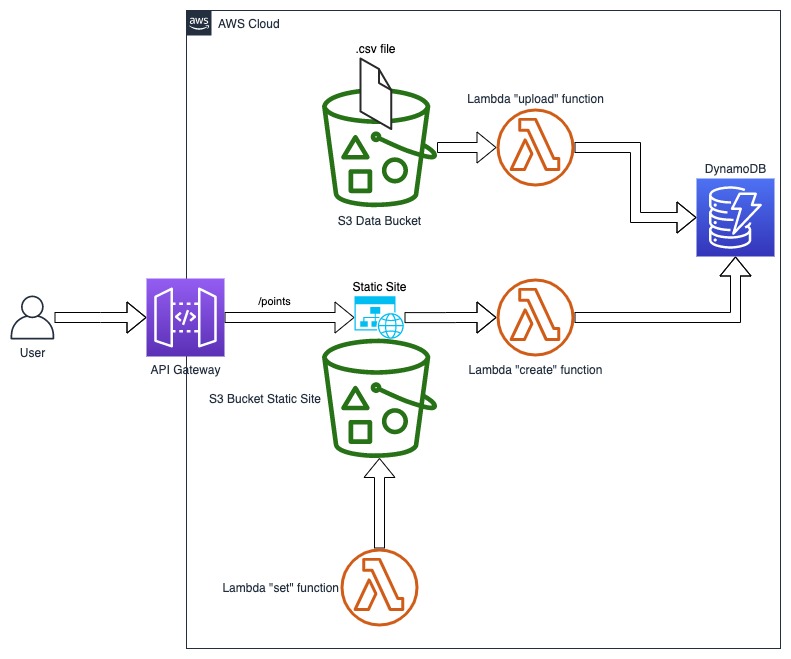 aws
AWS Cloud
.csv file
Lambda "upload" function
DynamoDB
S3 Data Bucket
Static Site
/points
</>
User
API Gateway
Lambda "create" function
S3 Bucket Static Site
Lambda "set" function